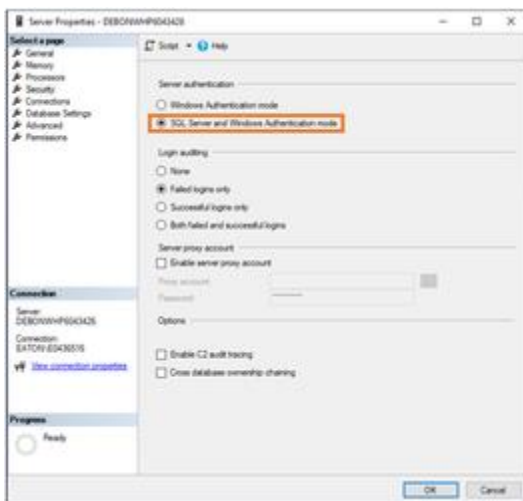 Server Properties - DEBONWHP6043426
Select a page
General
Memory
Processors
Security
Connections
Database Settings
Advanced
Permissions
Script
Help
Server authentication
Windows Authentication mode
SQL Server and Windows Authentication mode
Login auditing
None
Failed logins only
Successful logins only
Both failed and successful logins
Server proxy account
Enable server proxy account
Proxy account:
Password:
Options
Enable C2 audit tracing
Cross database ownership chaining
Connection
Server:
DEBONWHP6043426
Connection:
EATON\E0436516
View connection properties
Progress
Ready
OK
Cancel